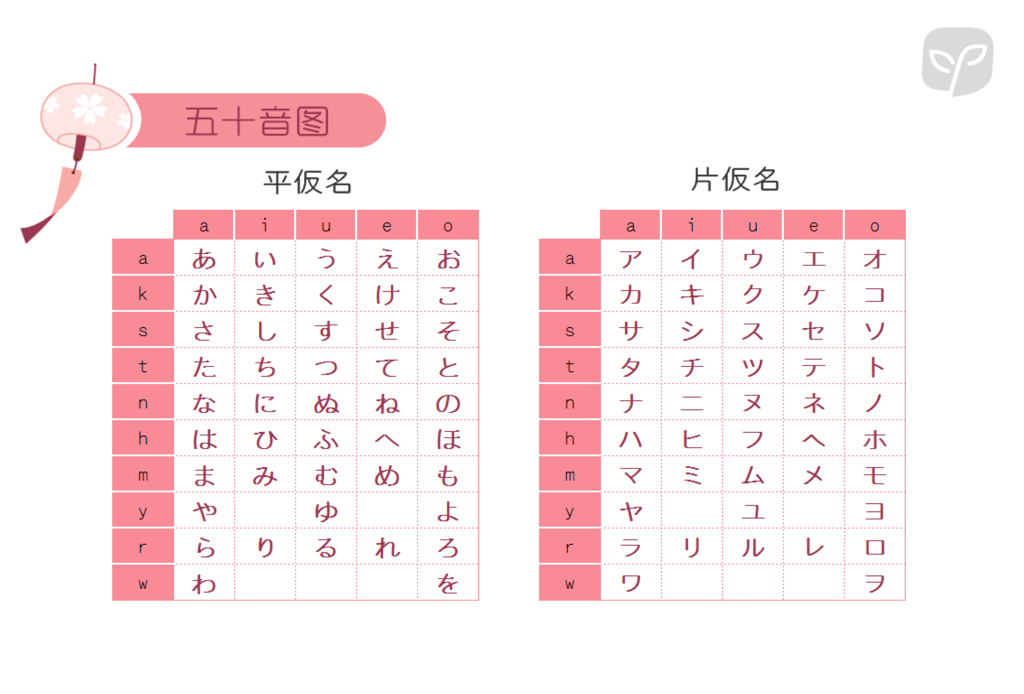 五十音图
平仮名
a i u e o
a あ い う え お
k か き く け こ
s さ し す せ そ
t た ち つ て と
n な に ぬ ね の
h は ひ ふ へ ほ
m ま み む め も
y や ゆ よ
r ら り る れ ろ
w わ を
片仮名
a i u e o
a ア イ ウ エ オ
k カ キ ク ケ コ
s サ シ ス セ ソ
t タ チ ツ テ ト
n ナ ニ ヌ ネ ノ
h ハ ヒ フ ヘ ホ
m マ ミ ム メ モ
y ヤ ユ ヨ
r ラ リ ル レ ロ
w ワ ヲ